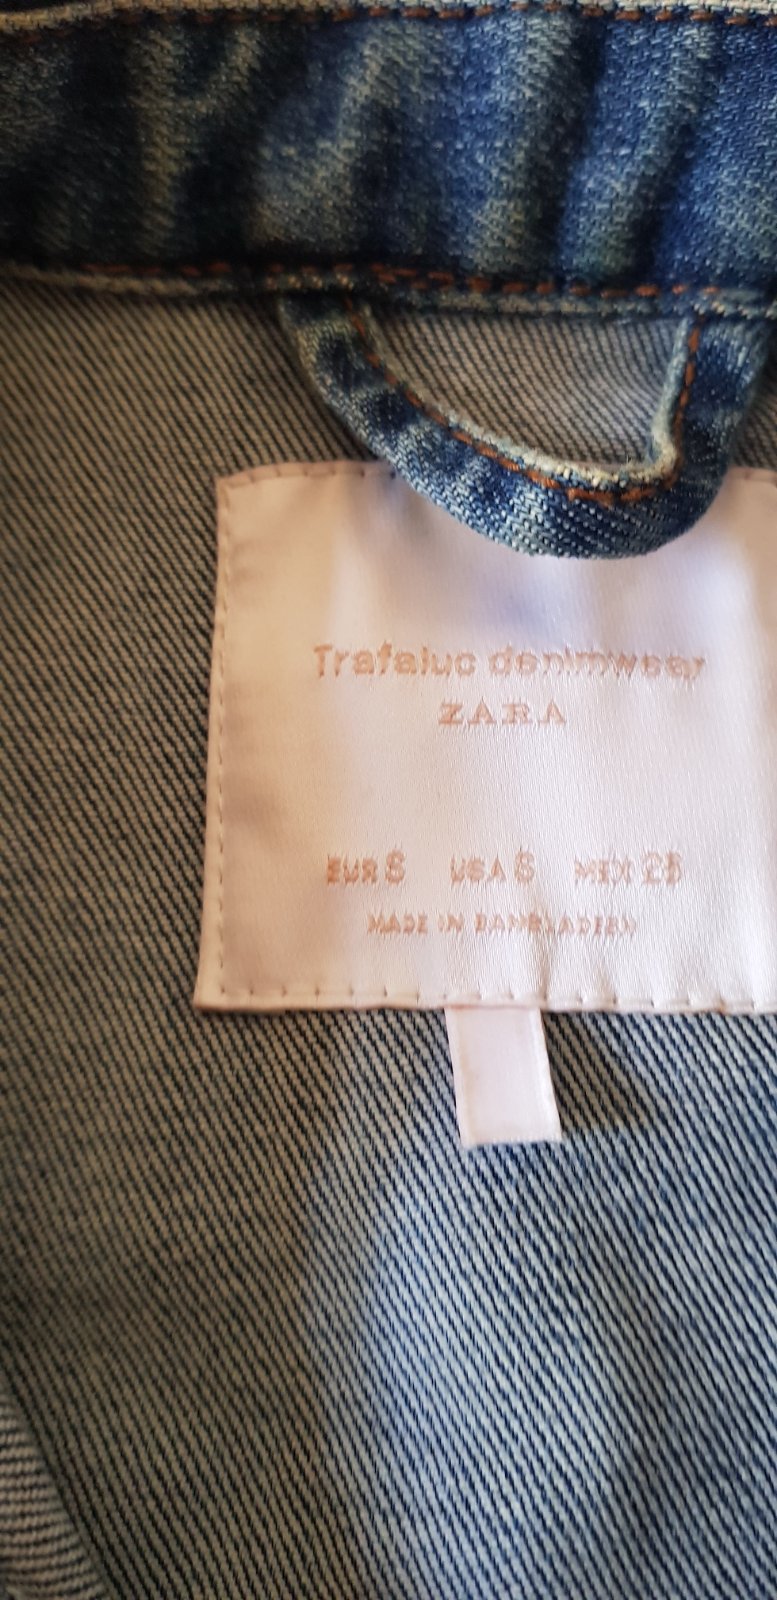 Trafaluc denimwear
ZARA
EUR S USA S MEX 26
MADE IN BANGLADESH